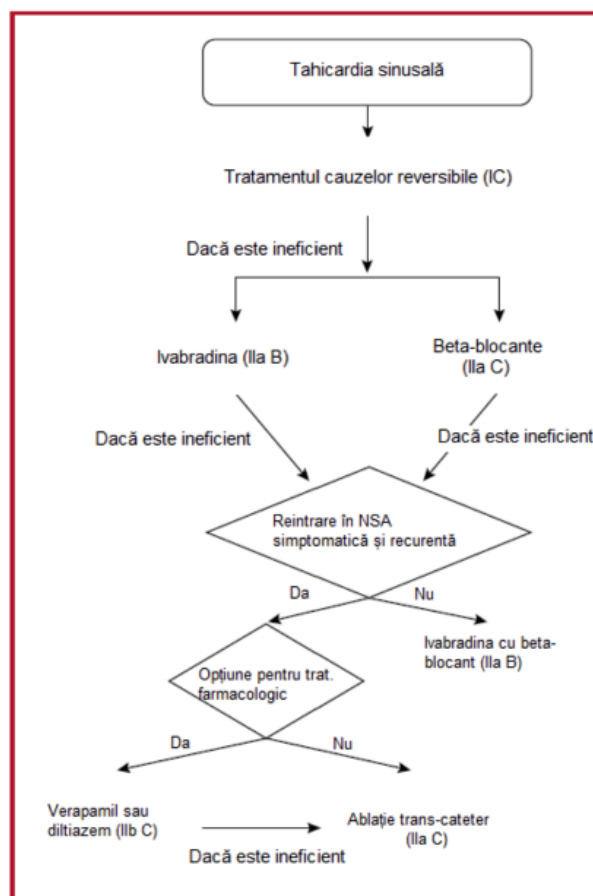 Tahicardia sinusală
Tratamentul cauzelor reversibile (IC)
Dacă este ineficient
Ivabradina (IIa B)
Beta-blocante
(IIa C)
Dacă este ineficient
Dacă este ineficient
Reintrare în NSA
simptomatică și recurentă
Da
Nu
Ivabradina cu beta-
blocant (IIa B)
Opțiune pentru trat.
farmacologic
Da
Nu
Verapamil sau
diltiazem (IIb C)
Ablație trans-cateter
(IIa C)
Dacă este ineficient